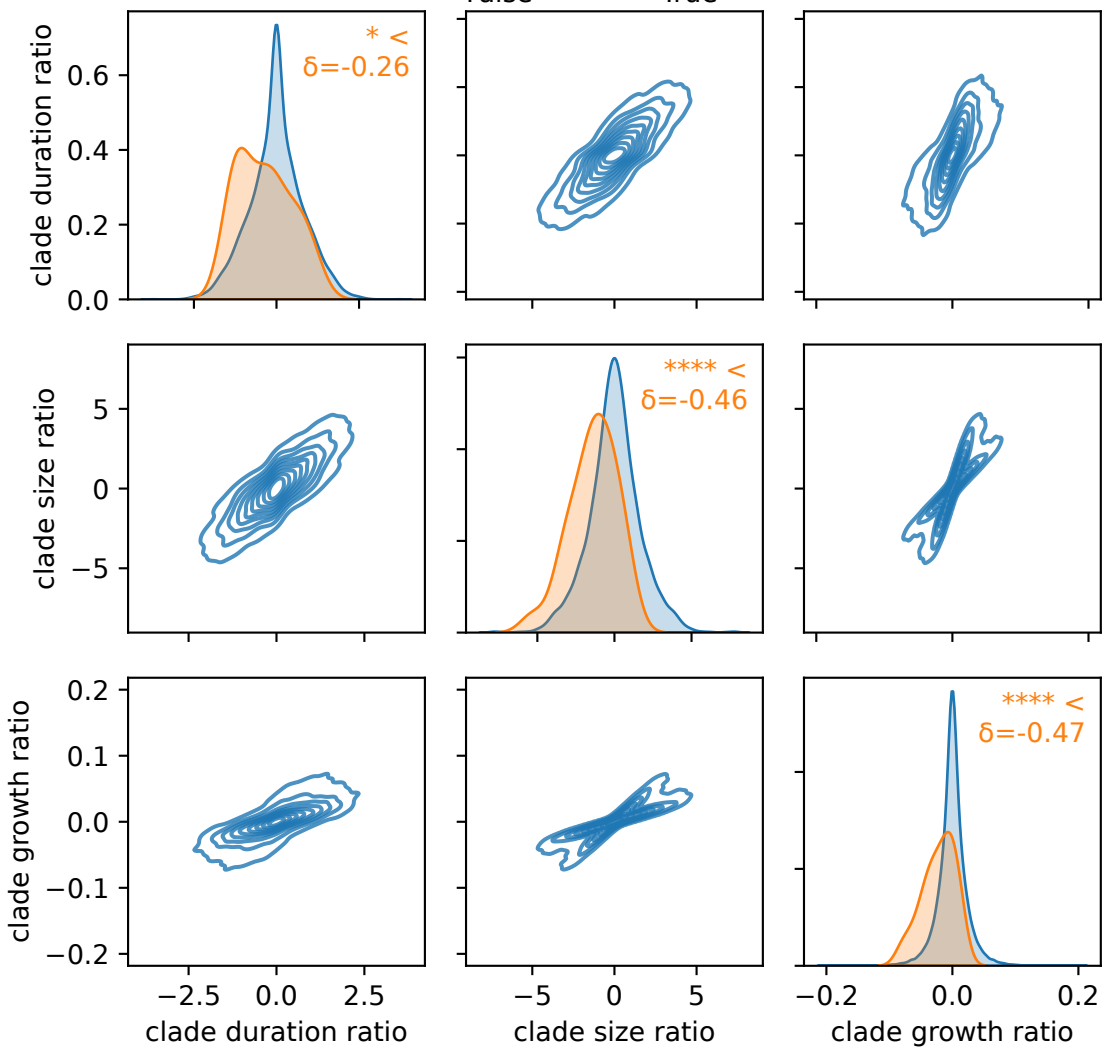 clade duration ratio
0.6
0.4
0.2
0.0
* <
δ=-0.26
clade size ratio
5
0
−5
**** <
δ=-0.46
clade growth ratio
0.2
0.1
0.0
−0.1
−0.2
**** <
δ=-0.47
−2.5 0.0 2.5
−5 0 5
−0.2 0.0 0.2
clade duration ratio
clade size ratio
clade growth ratio